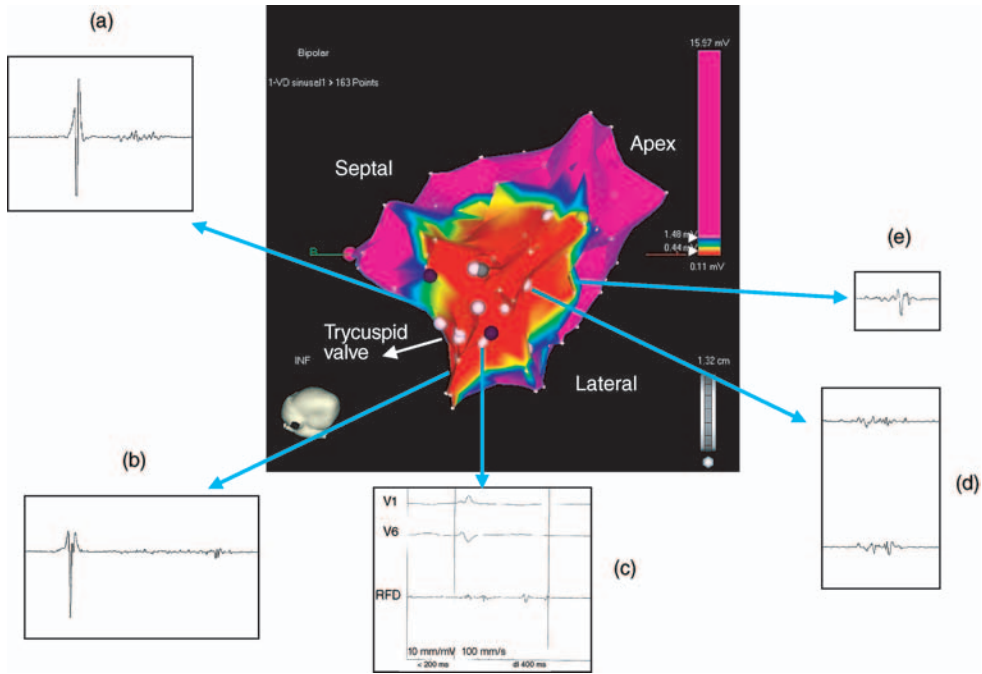 (a)
Bipolar
1-VD sinusal1 > 163 Points
15.97 mV
Septal
Apex
1.48 mV
0.44 mV
0.11 mV
(e)
Trycuspid
valve
INF
Lateral
1.32 cm
(b)
(d)
V1
V6
RFD
(c)
10 mm/mV 100 mm/s
< 200 ms dl 400 ms